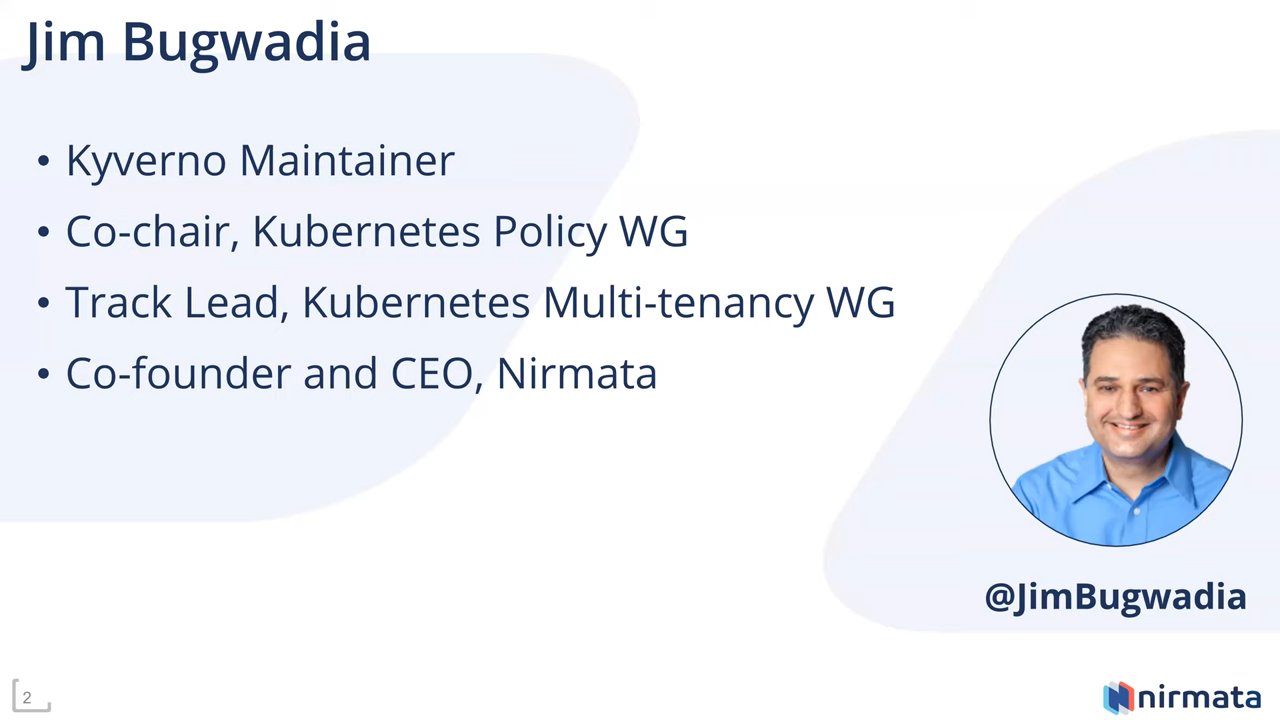 Jim Bugwadia
• Kyverno Maintainer
• Co-chair, Kubernetes Policy WG
• Track Lead, Kubernetes Multi-tenancy WG
• Co-founder and CEO, Nirmata
@JimBugwadia
2
nirmata